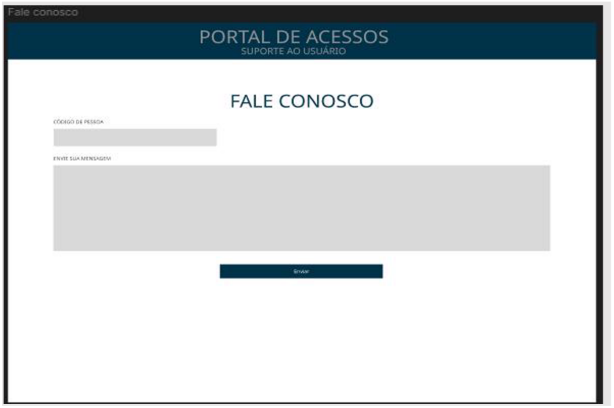 Fale conosco
PORTAL DE ACESSOS
SUPORTE AO USUÁRIO
FALE CONOSCO
CÓDIGO DE PESSOA
ENVIE SUA MENSAGEM
Enviar